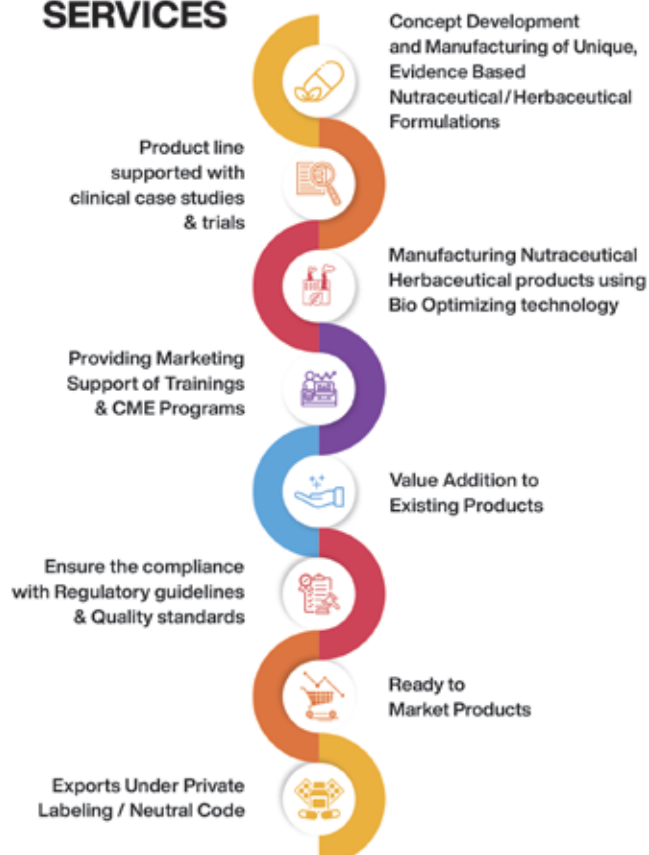 SERVICES
Concept Development
and Manufacturing of Unique,
Evidence Based
Nutraceutical/Herbaceutical
Formulations
Product line
supported with
clinical case studies
& trials
Manufacturing Nutraceutical
Herbaceutical products using
Bio Optimizing technology
Providing Marketing
Support of Trainings
& CME Programs
Value Addition to
Existing Products
Ensure the compliance
with Regulatory guidelines
& Quality standards
Ready to
Market Products
Exports Under Private
Labeling / Neutral Code